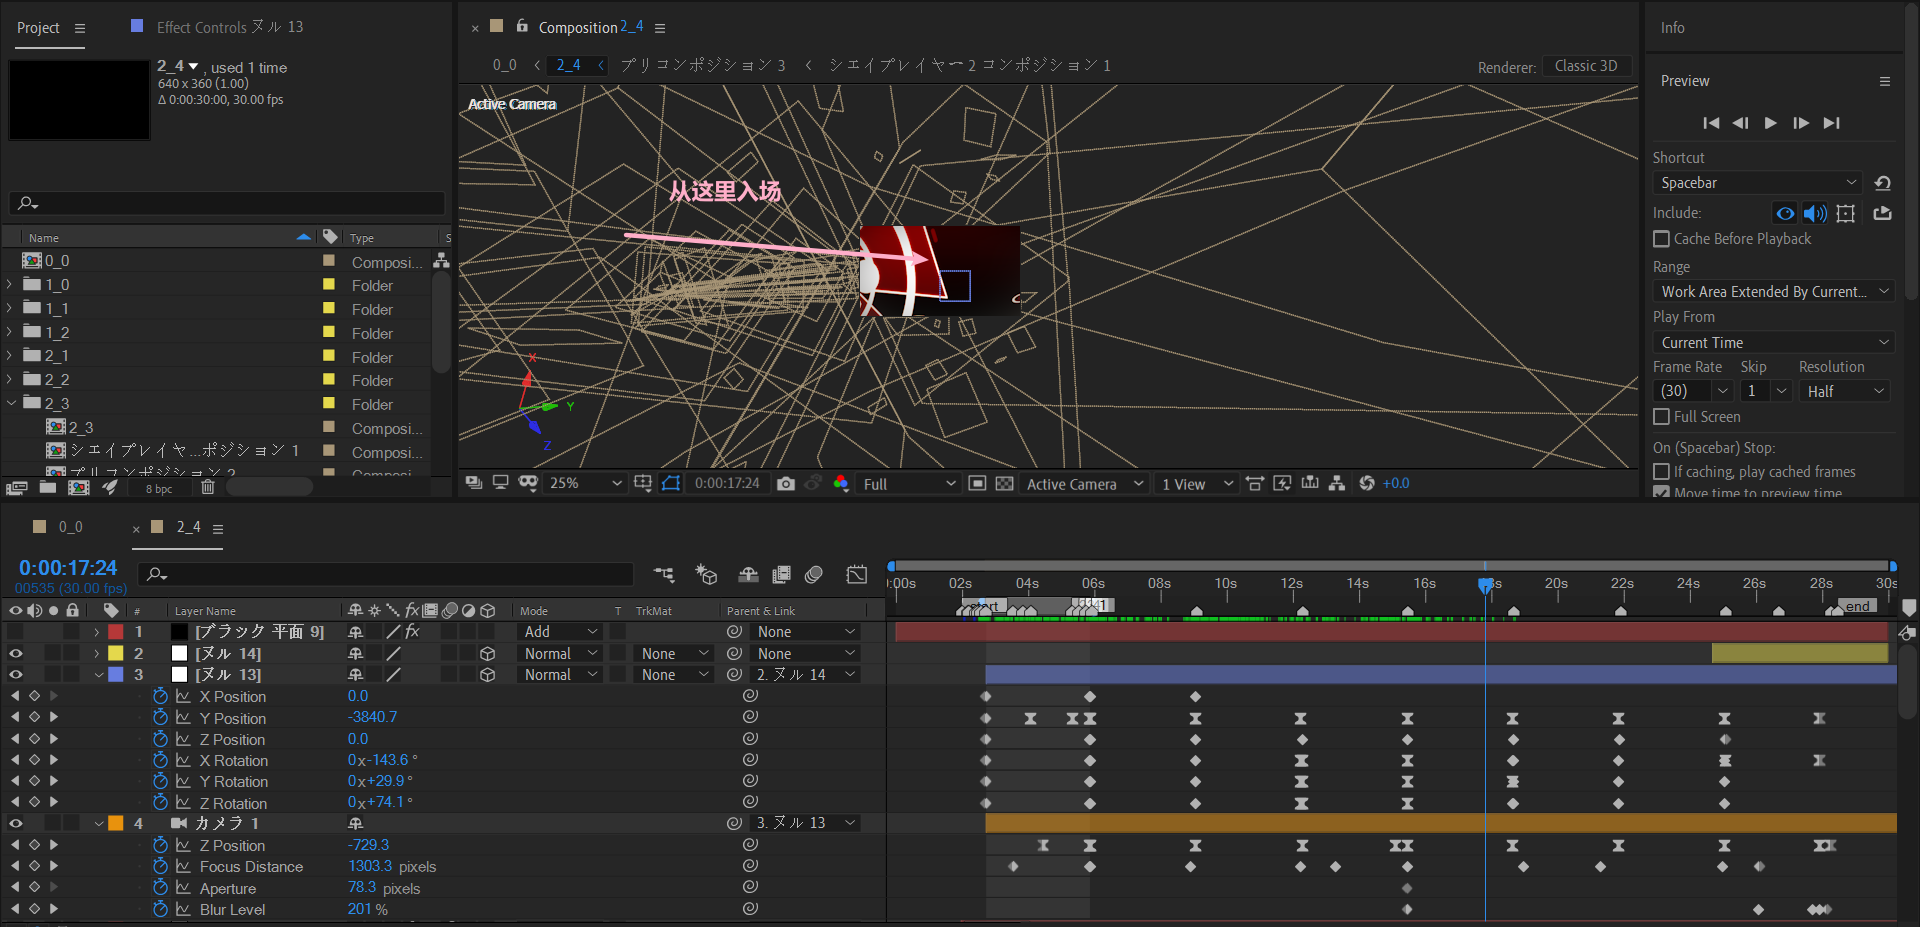 Project
Effect Controls ヌル 13
2_4 , used 1 time
640 x 360 (1.00)
Δ 0:00:30:00, 30.00 fps
Name Type S
0_0 Composi...
1_0 Folder
1_1 Folder
1_2 Folder
2_1 Folder
2_2 Folder
2_3 Folder
2_3 Composi...
シェイプレイヤ...ポジション 1 Composi...
プリコンポジション 2 Composi...
8 bpc
Composition 2_4
0_0 2_4 プリコンポジション 3 シェイプレイヤー 2 コンポジション 1
Renderer: Classic 3D
Active Camera
从这里入场
X
Y
Z
25% 0:00:17:24 Full Active Camera 1 View +0.0
Info
Preview
Shortcut
Spacebar
Include:
Cache Before Playback
Range
Work Area Extended By Current...
Play From
Current Time
Frame Rate Skip Resolution
(30) 1 Half
Full Screen
On (Spacebar) Stop:
If caching, play cached frames
Move time to preview time
0_0 2_4
0:00:17:24
00535 (30.00 fps)
:00s 02s 04s 06s 08s 10s 12s 14s 16s 18s 20s 22s 24s 26s 28s 30s
start 1 end
# Layer Name Mode T TrkMat Parent & Link
1 [ブラック 平面 9] fx Add None
2 [ヌル 14] Normal None None
3 [ヌル 13] Normal None 2. ヌル 14
X Position 0.0
Y Position -3840.7
Z Position 0.0
X Rotation 0x-143.6 °
Y Rotation 0x+29.9 °
Z Rotation 0x+74.1 °
4 カメラ 1 3. ヌル 13
Z Position -729.3
Focus Distance 1303.3 pixels
Aperture 78.3 pixels
Blur Level 201 %